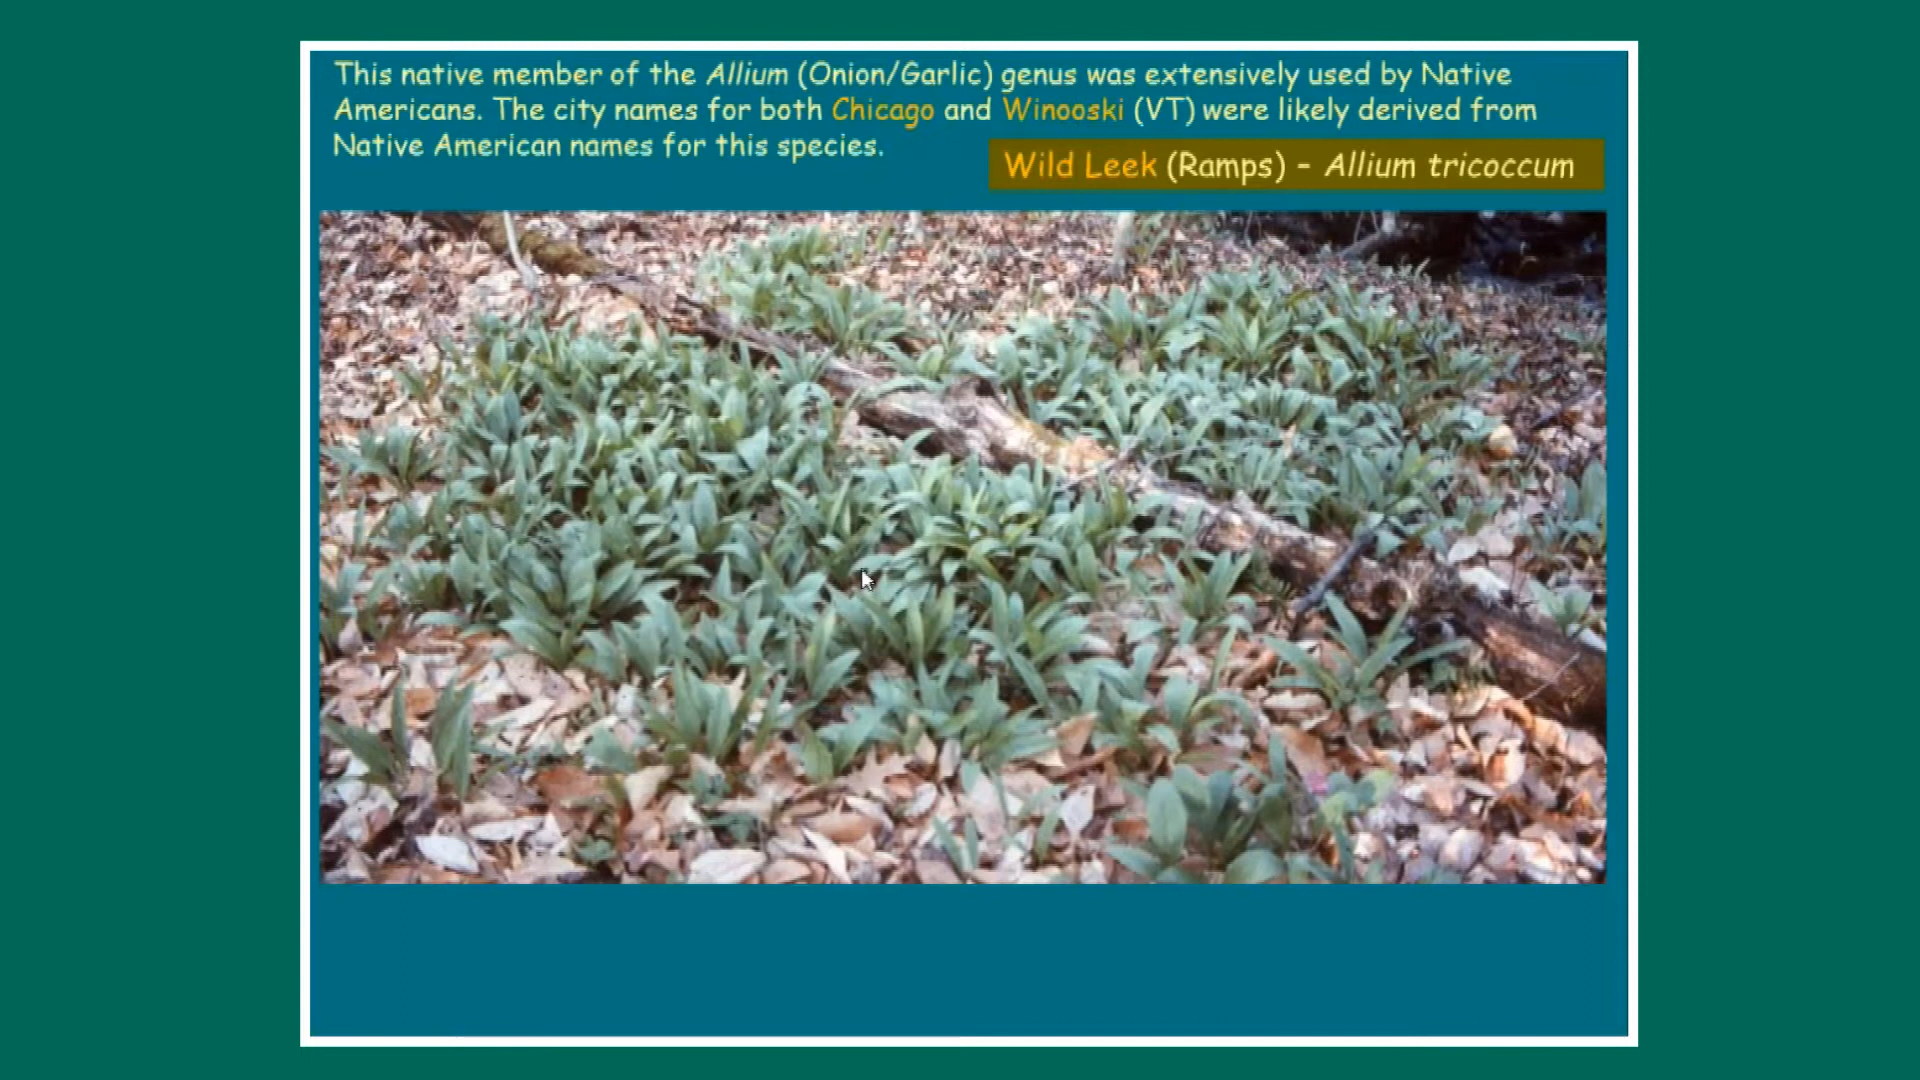 This native member of the Allium (Onion/Garlic) genus was extensively used by Native
Americans. The city names for both Chicago and Winooski (VT) were likely derived from
Native American names for this species.
Wild Leek (Ramps) – Allium tricoccum